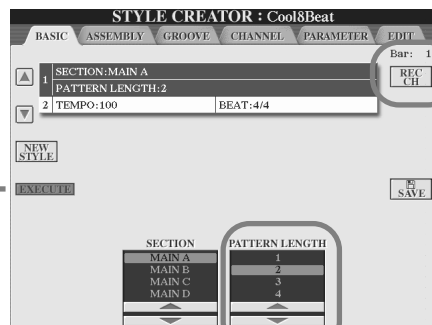 STYLE CREATOR : Cool8Beat
BASIC ASSEMBLY GROOVE CHANNEL PARAMETER EDIT
Bar: 1
1 SECTION:MAIN A
PATTERN LENGTH:2
REC
CH
2 TEMPO:100 BEAT:4/4
NEW
STYLE
EXECUTE
SAVE
SECTION PATTERN LENGTH
MAIN A 1
MAIN B 2
MAIN C 3
MAIN D 4